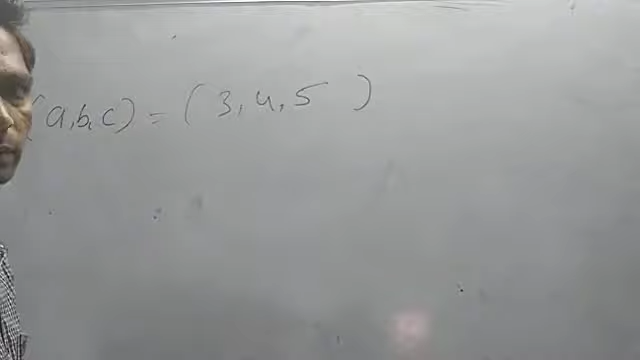 (a,b,c) = (3,4,5)